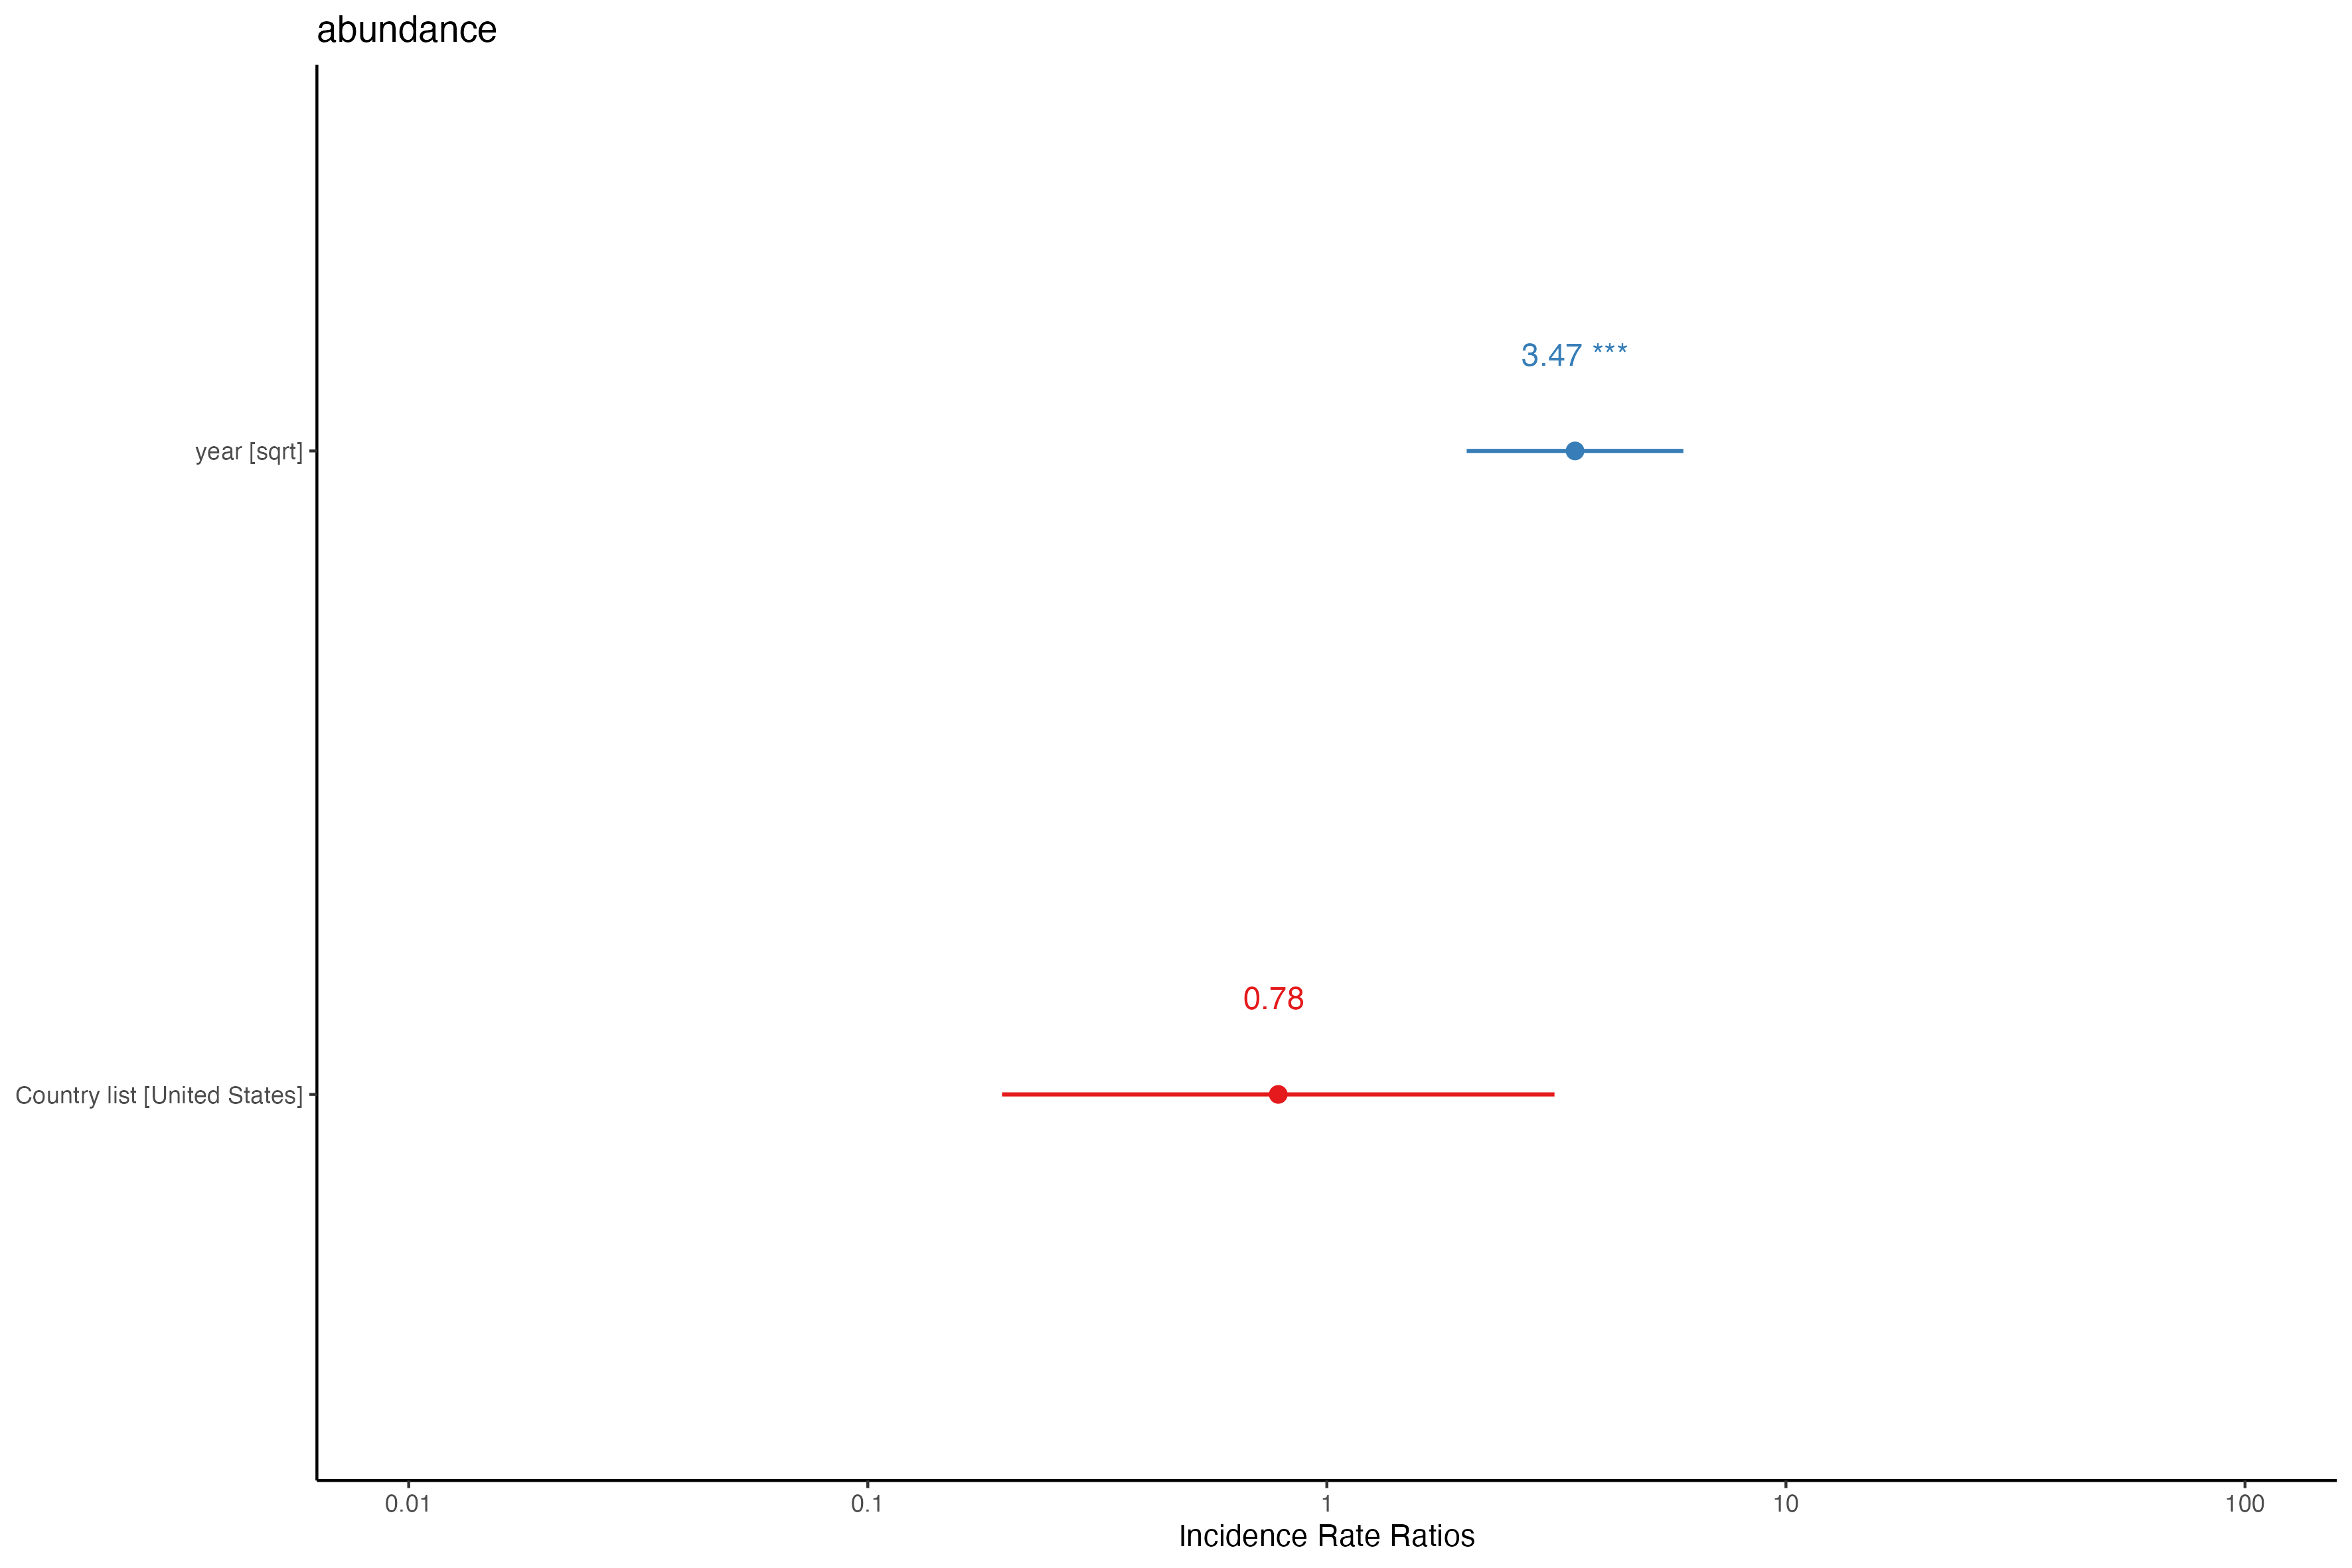 abundance
3.47 ***
year [sqrt]
0.78
Country list [United States]
0.01 0.1 1 10 100
Incidence Rate Ratios